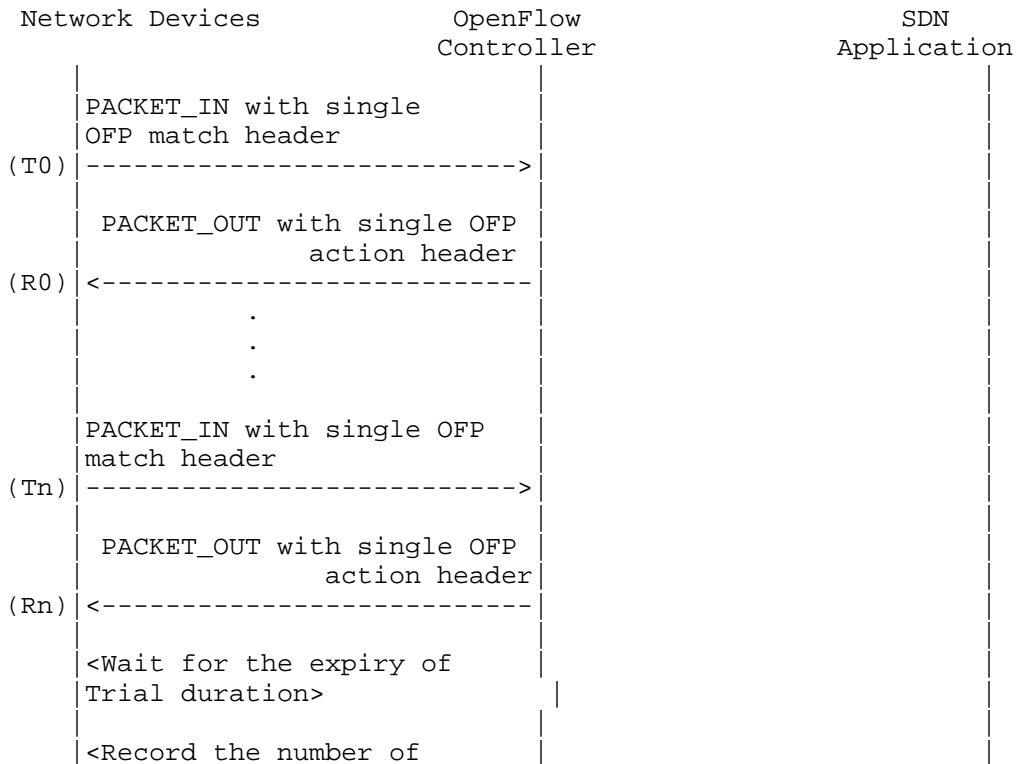 Network Devices            OpenFlow                    SDN
                          Controller               Application
     |                            |                           |
     |PACKET_IN with single       |                           |
     |OFP match header            |                           |
(T0)|--------------------------->|                           |
     |                            |                           |
     | PACKET_OUT with single OFP |                           |
     |              action header |                           |
(R0)|<---------------------------|                           |
     |          .                 |                           |
     |          .                 |                           |
     |          .                 |                           |
     |                            |                           |
     |PACKET_IN with single OFP   |                           |
     |match header                |                           |
(Tn)|--------------------------->|                           |
     |                            |                           |
     | PACKET_OUT with single OFP |                           |
     |               action header|                           |
(Rn)|<---------------------------|                           |
     |                            |                           |
     |<Wait for the expiry of     |                           |
     |Trial duration>              |                          |
     |                            |                           |
     |<Record the number of       |                           |